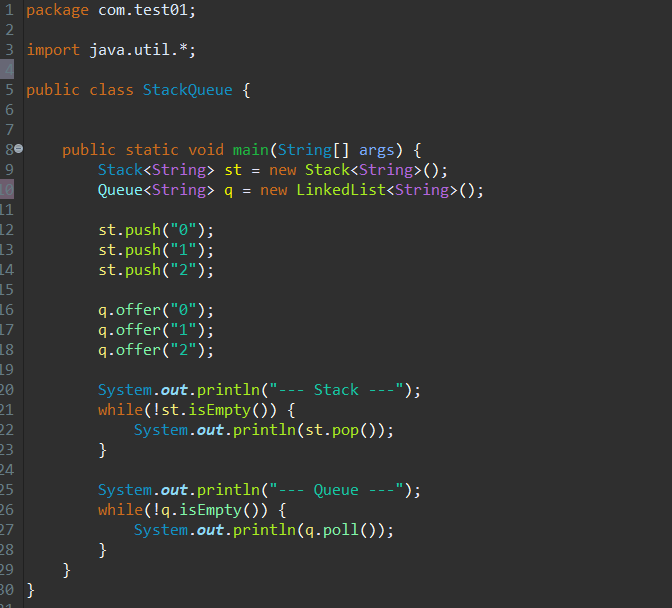 1 package com.test01;
2
3 import java.util.*;
4
5 public class StackQueue {
6
7
8 public static void main(String[] args) {
9 Stack<String> st = new Stack<String>();
10 Queue<String> q = new LinkedList<String>();
11
12 st.push("0");
13 st.push("1");
14 st.push("2");
15
16 q.offer("0");
17 q.offer("1");
18 q.offer("2");
19
20 System.out.println("--- Stack ---");
21 while(!st.isEmpty()) {
22 System.out.println(st.pop());
23 }
24
25 System.out.println("--- Queue ---");
26 while(!q.isEmpty()) {
27 System.out.println(q.poll());
28 }
29 }
30 }